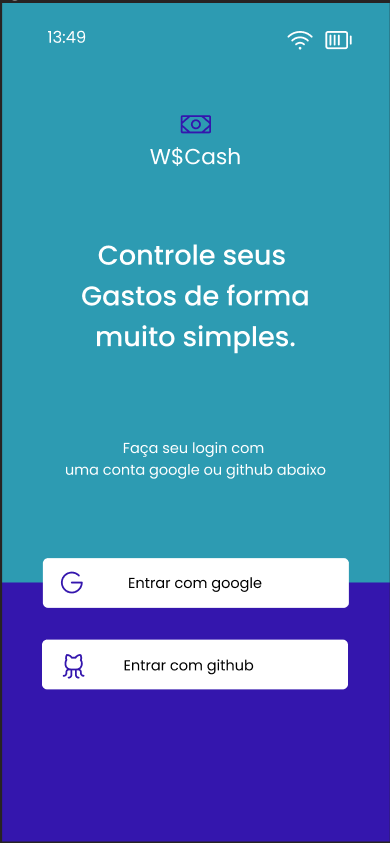 13:49
W$Cash
Controle seus
Gastos de forma
muito simples.
Faça seu login com
uma conta google ou github abaixo
Entrar com google
Entrar com github